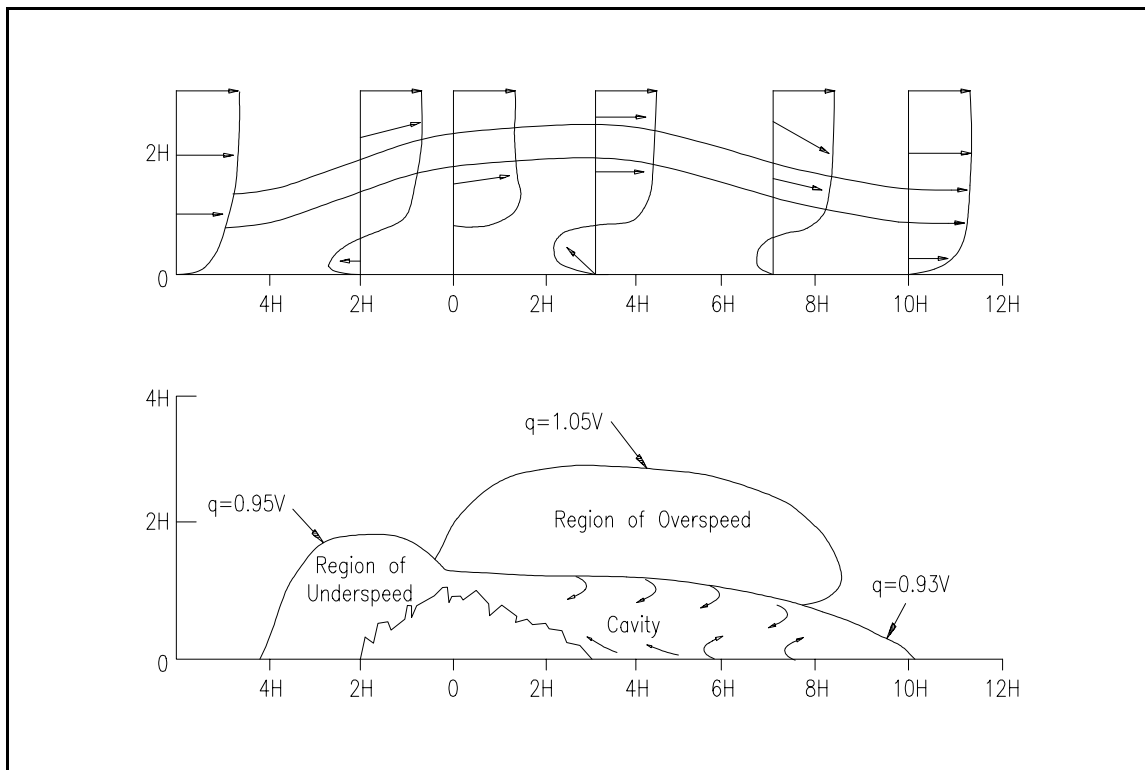 2H
0
4H 2H 0 2H 4H 6H 8H 10H 12H
4H
q=1.05V
q=0.95V
2H
Region of Overspeed
Region of
Underspeed
q=0.93V
Cavity
0
4H 2H 0 2H 4H 6H 8H 10H 12H